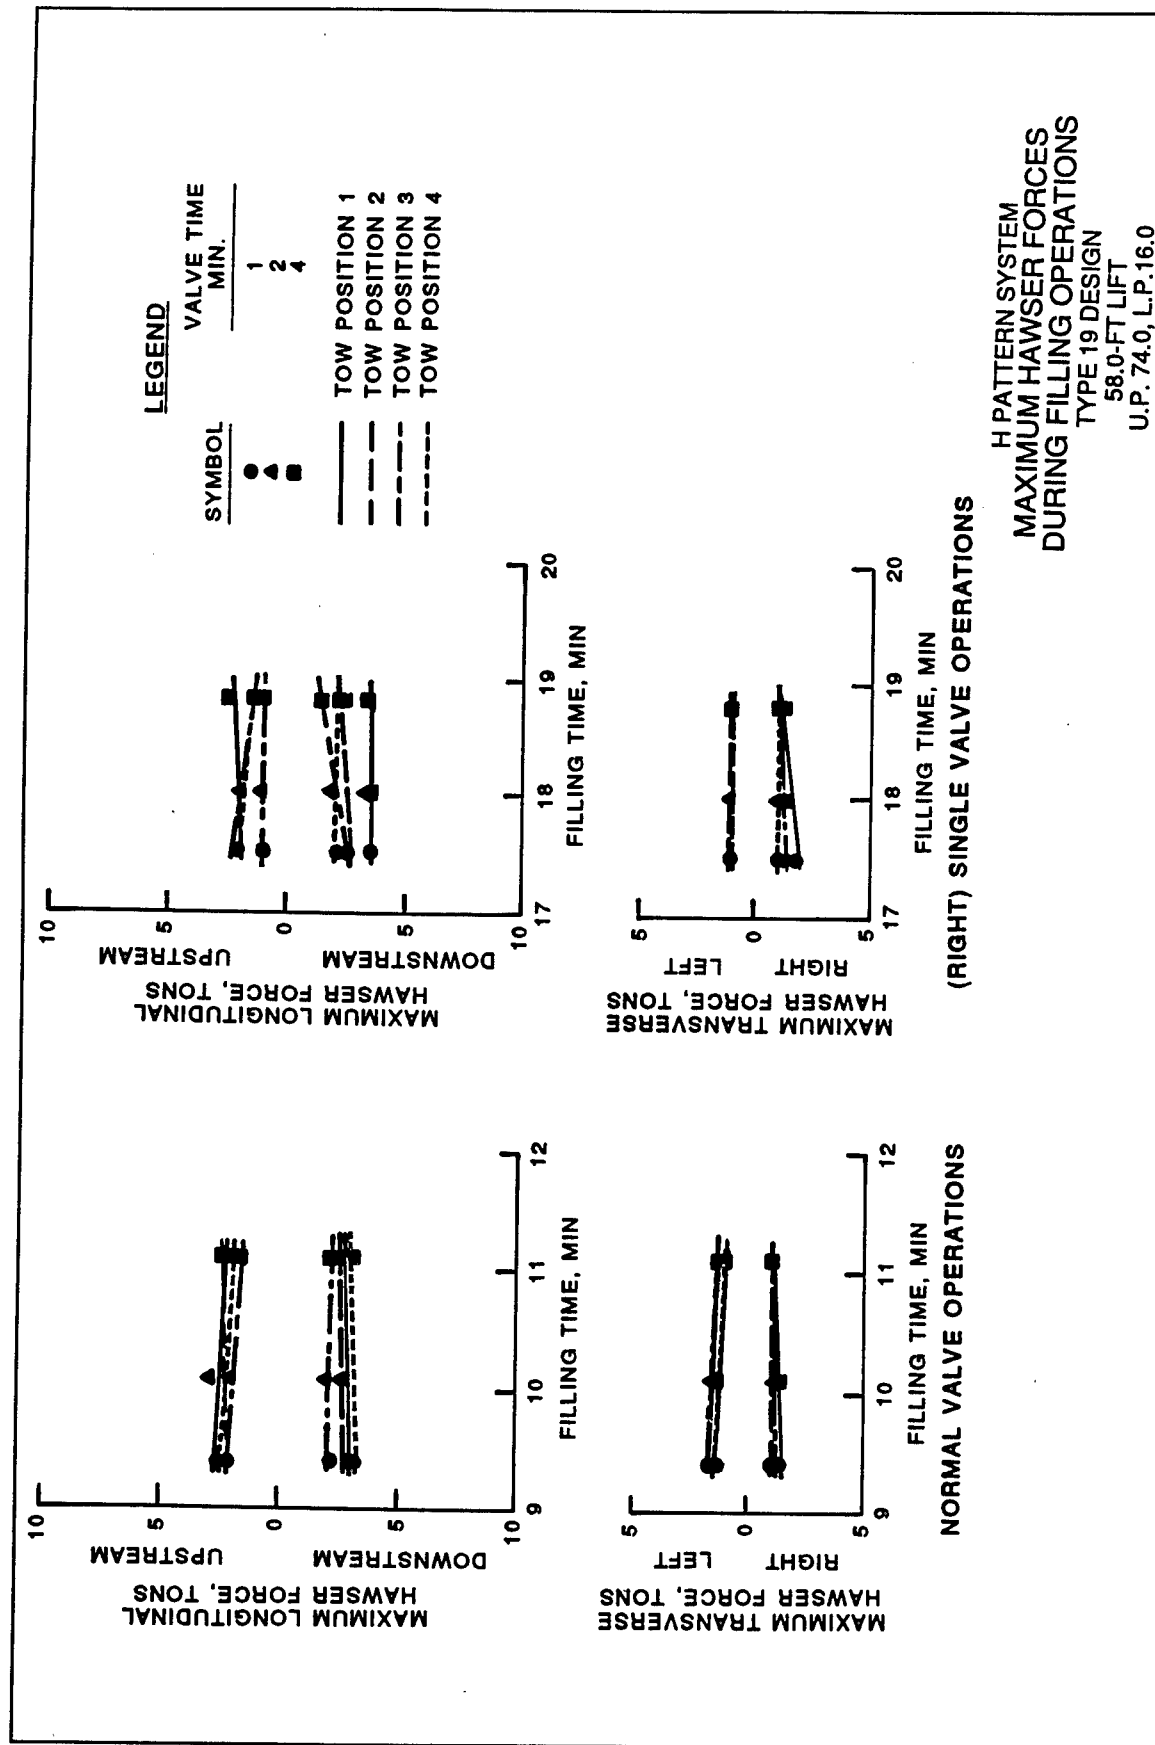 LEGEND
SYMBOL
VALVE TIME
MIN.
1
2
4
TOW POSITION 1
TOW POSITION 2
TOW POSITION 3
TOW POSITION 4
MAXIMUM LONGITUDINAL
HAWSER FORCE, TONS
DOWNSTREAM
UPSTREAM
10
5
0
5
10
9
10
11
12
FILLING TIME, MIN
MAXIMUM LONGITUDINAL
HAWSER FORCE, TONS
DOWNSTREAM
UPSTREAM
10
5
0
5
10
17
18
19
20
FILLING TIME, MIN
MAXIMUM TRANSVERSE
HAWSER FORCE, TONS
RIGHT
LEFT
5
0
5
9
10
11
12
FILLING TIME, MIN
NORMAL VALVE OPERATIONS
MAXIMUM TRANSVERSE
HAWSER FORCE, TONS
RIGHT
LEFT
5
0
5
17
18
19
20
FILLING TIME, MIN
(RIGHT) SINGLE VALVE OPERATIONS
H PATTERN SYSTEM
MAXIMUM HAWSER FORCES
DURING FILLING OPERATIONS
TYPE 19 DESIGN
58.0-FT LIFT
U.P. 74.0, L.P.16.0